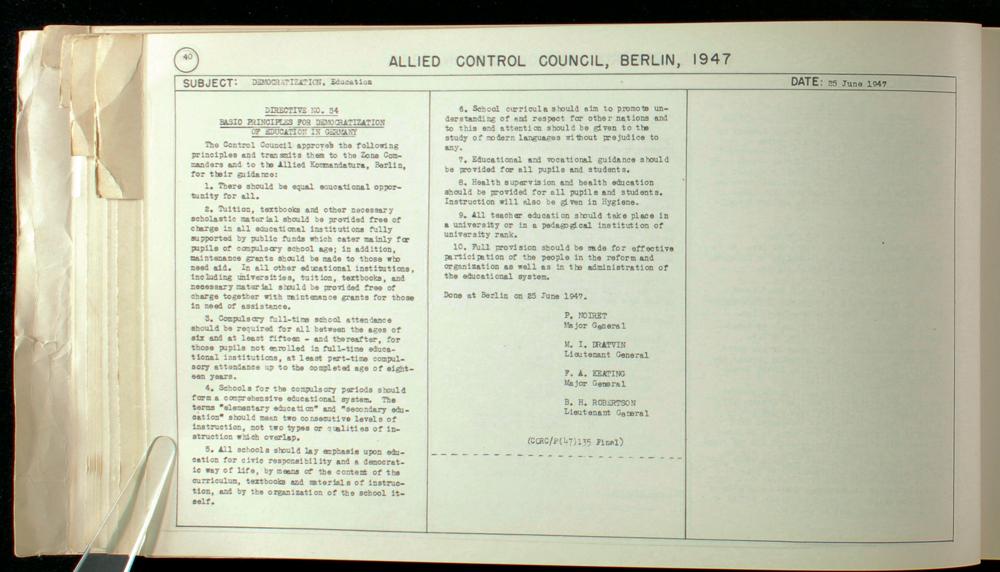 40
ALLIED CONTROL COUNCIL, BERLIN, 1947
SUBJECT: DEMOCRATIZATION, Education
DATE: 25 June 1947
DIRECTIVE NO. 54
BASIC PRINCIPLES FOR DEMOCRATIZATION
OF EDUCATION IN GERMANY
The Control Council approves the following
principles and transmits them to the Zone Com-
manders and to the Allied Kommandatura, Berlin,
for their guidance:
1. There should be equal educational oppor-
tunity for all.
2. Tuition, textbooks and other necessary
scholastic material should be provided free of
charge in all educational institutions fully
supported by public funds which cater mainly for
pupils of compulsory school age; in addition,
maintenance grants should be made to those who
need aid. In all other educational institutions,
including universities, tuition, textbooks, and
necessary material should be provided free of
charge together with maintenance grants for those
in need of assistance.
3. Compulsory full-time school attendance
should be required for all between the ages of
six and at least fifteen - and thereafter, for
those pupils not enrolled in full-time educa-
tional institutions, at least part-time compul-
sory attendance up to the completed age of eight-
een years.
4. Schools for the compulsory periods should
form a comprehensive educational system. The
terms "elementary education" and "secondary edu-
cation" should mean two consecutive levels of
instruction, not two types or qualities of in-
struction which overlap.
5. All schools should lay emphasis upon edu-
cation for civic responsibility and a democrat-
ic way of life, by means of the content of the
curriculum, textbooks and materials of instruc-
tion, and by the organization of the school it-
self.
6. School curricula should aim to promote un-
derstanding of and respect for other nations and
to this end attention should be given to the
study of modern languages without prejudice to
any.
7. Educational and vocational guidance should
be provided for all pupils and students.
8. Health supervision and health education
should be provided for all pupils and students.
Instruction will also be given in Hygiene.
9. All teacher education should take place in
a university or in a pedagogical institution of
university rank.
10. Full provision should be made for effective
participation of the people in the reform and
organization as well as in the administration of
the educational system.
Done at Berlin on 25 June 1947.
P. NOIRET
Major General
M. I. DRATVIN
Lieutenant General
F. A. KEATING
Major General
B. H. ROBERTSON
Lieutenant General
(CORC/P(47)135 Final)